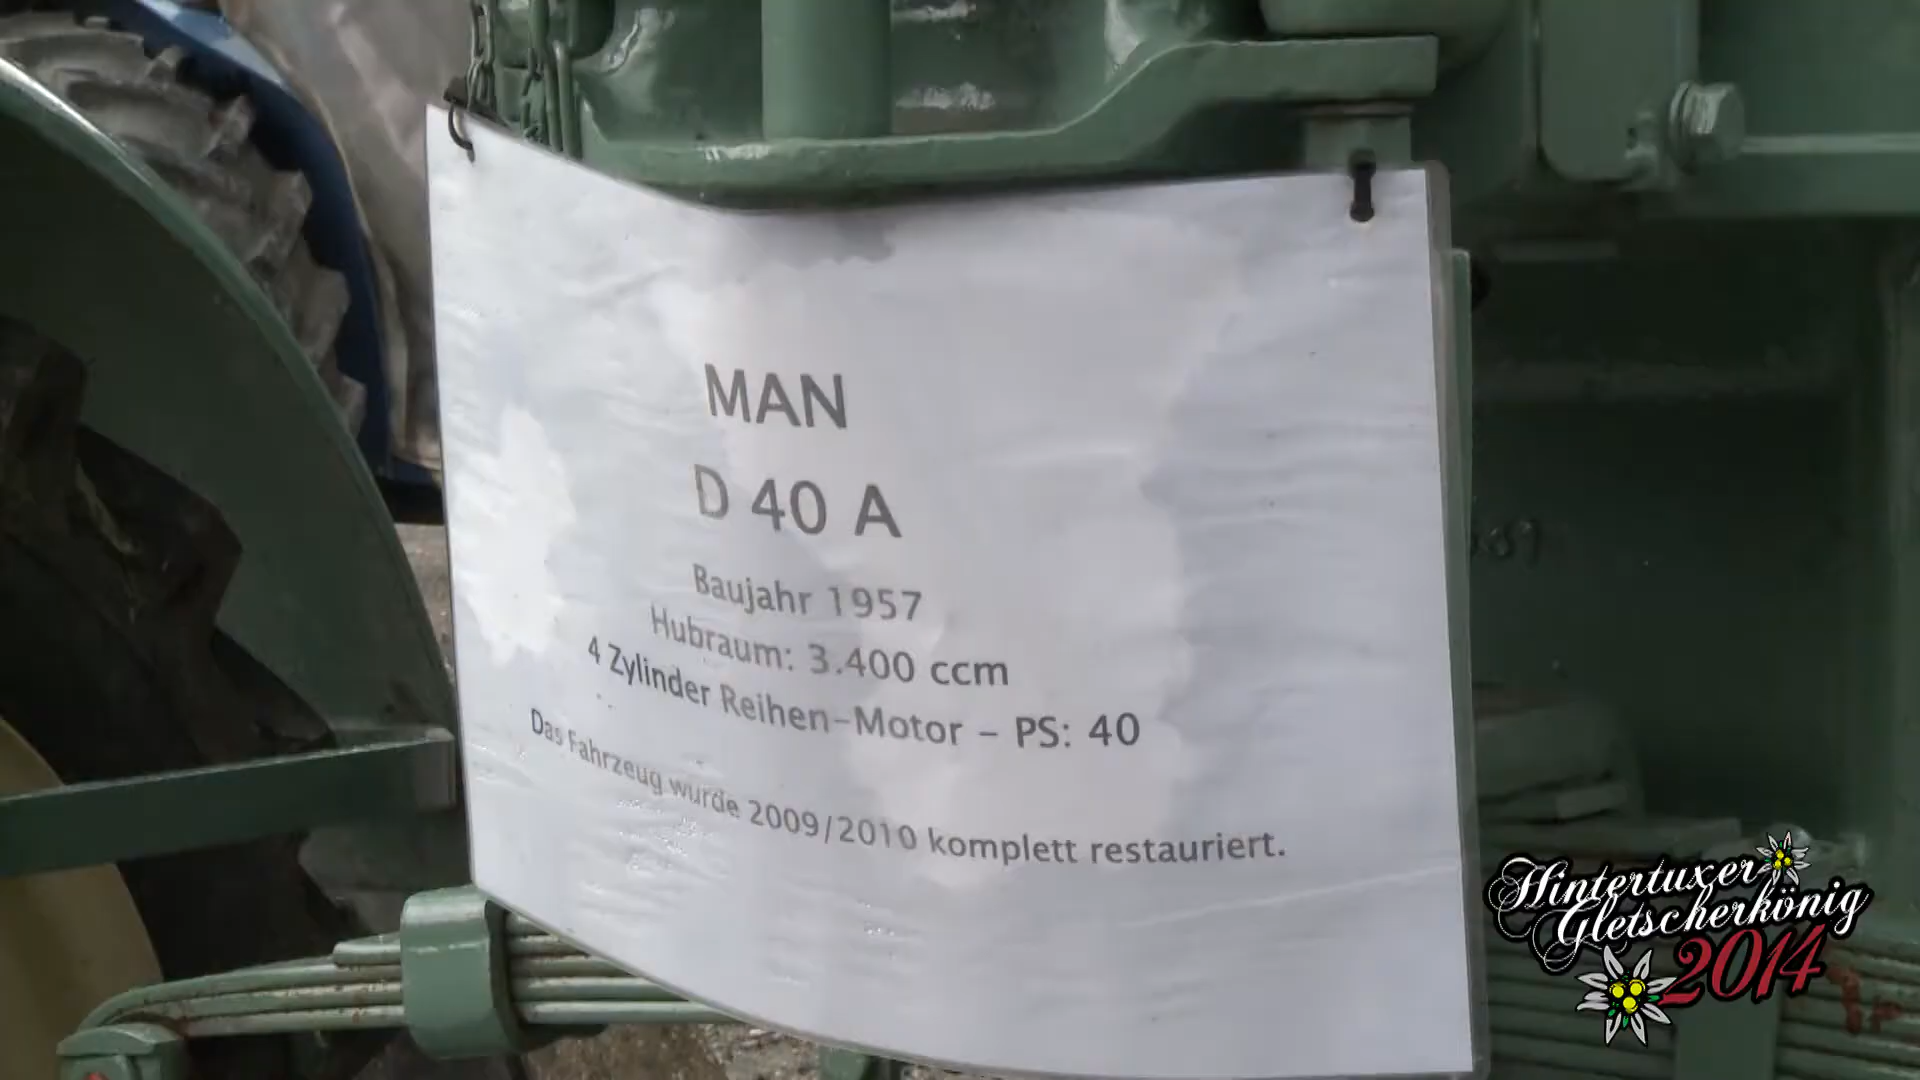 MAN
D 40 A
Baujahr 1957
Hubraum: 3.400 ccm
4 Zylinder Reihen-Motor - PS: 40
Das Fahrzeug wurde 2009/2010 komplett restauriert.
Hintertuxer
Gletscherkönig
2014